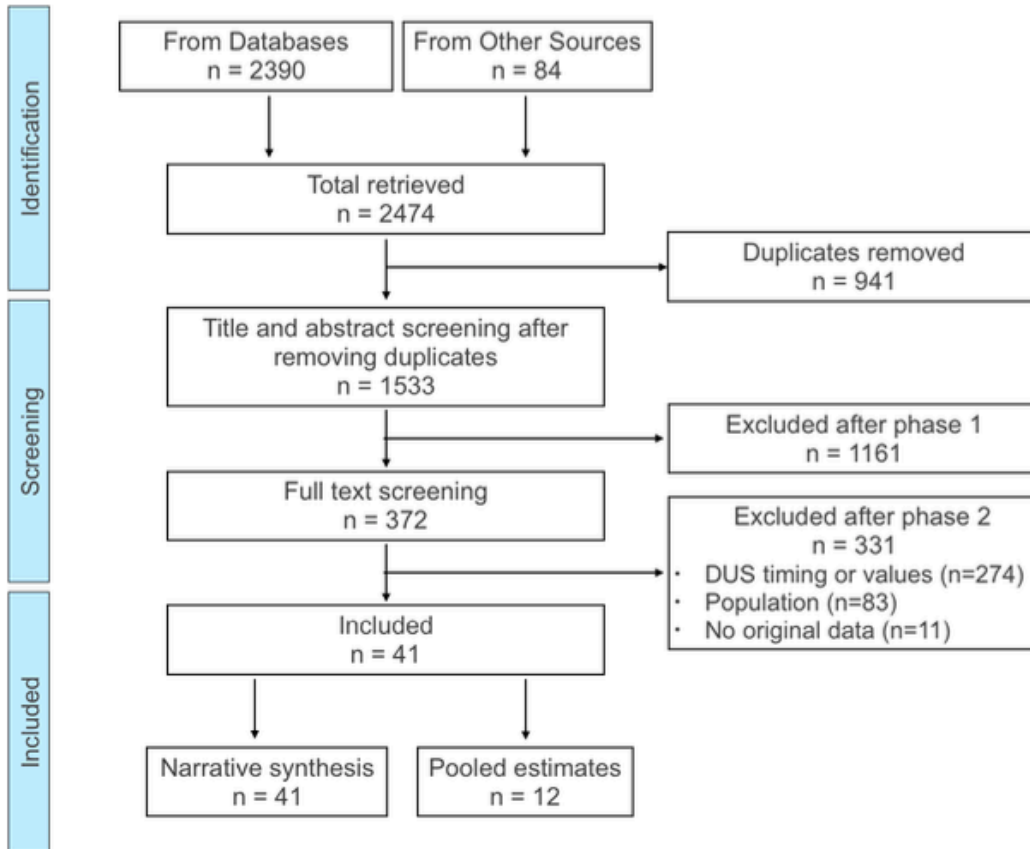 Identification
From Databases
n = 2390
From Other Sources
n = 84
Total retrieved
n = 2474
Duplicates removed
n = 941
Screening
Title and abstract screening after
removing duplicates
n = 1533
Excluded after phase 1
n = 1161
Full text screening
n = 372
Excluded after phase 2
n = 331
· DUS timing or values (n=274)
· Population (n=83)
· No original data (n=11)
Included
Included
n = 41
Narrative synthesis
n = 41
Pooled estimates
n = 12